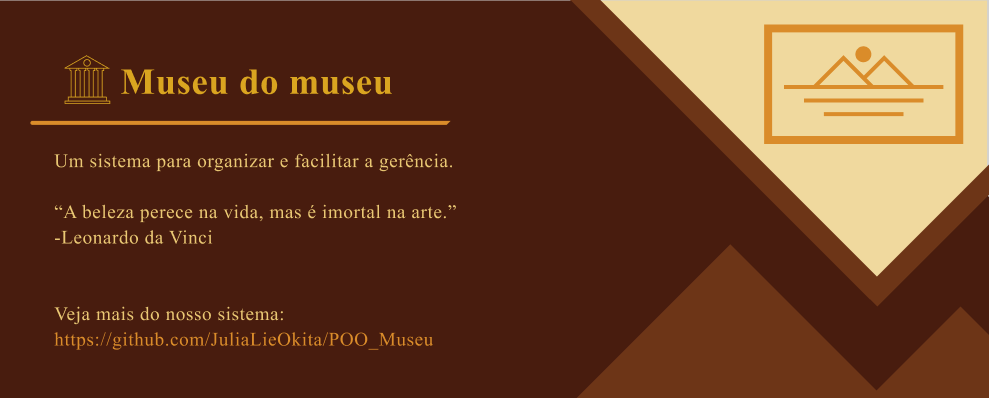 Museu do museu
Um sistema para organizar e facilitar a gerência.
“A beleza perece na vida, mas é imortal na arte.”
-Leonardo da Vinci
Veja mais do nosso sistema:
https://github.com/JuliaLieOkita/POO_Museu